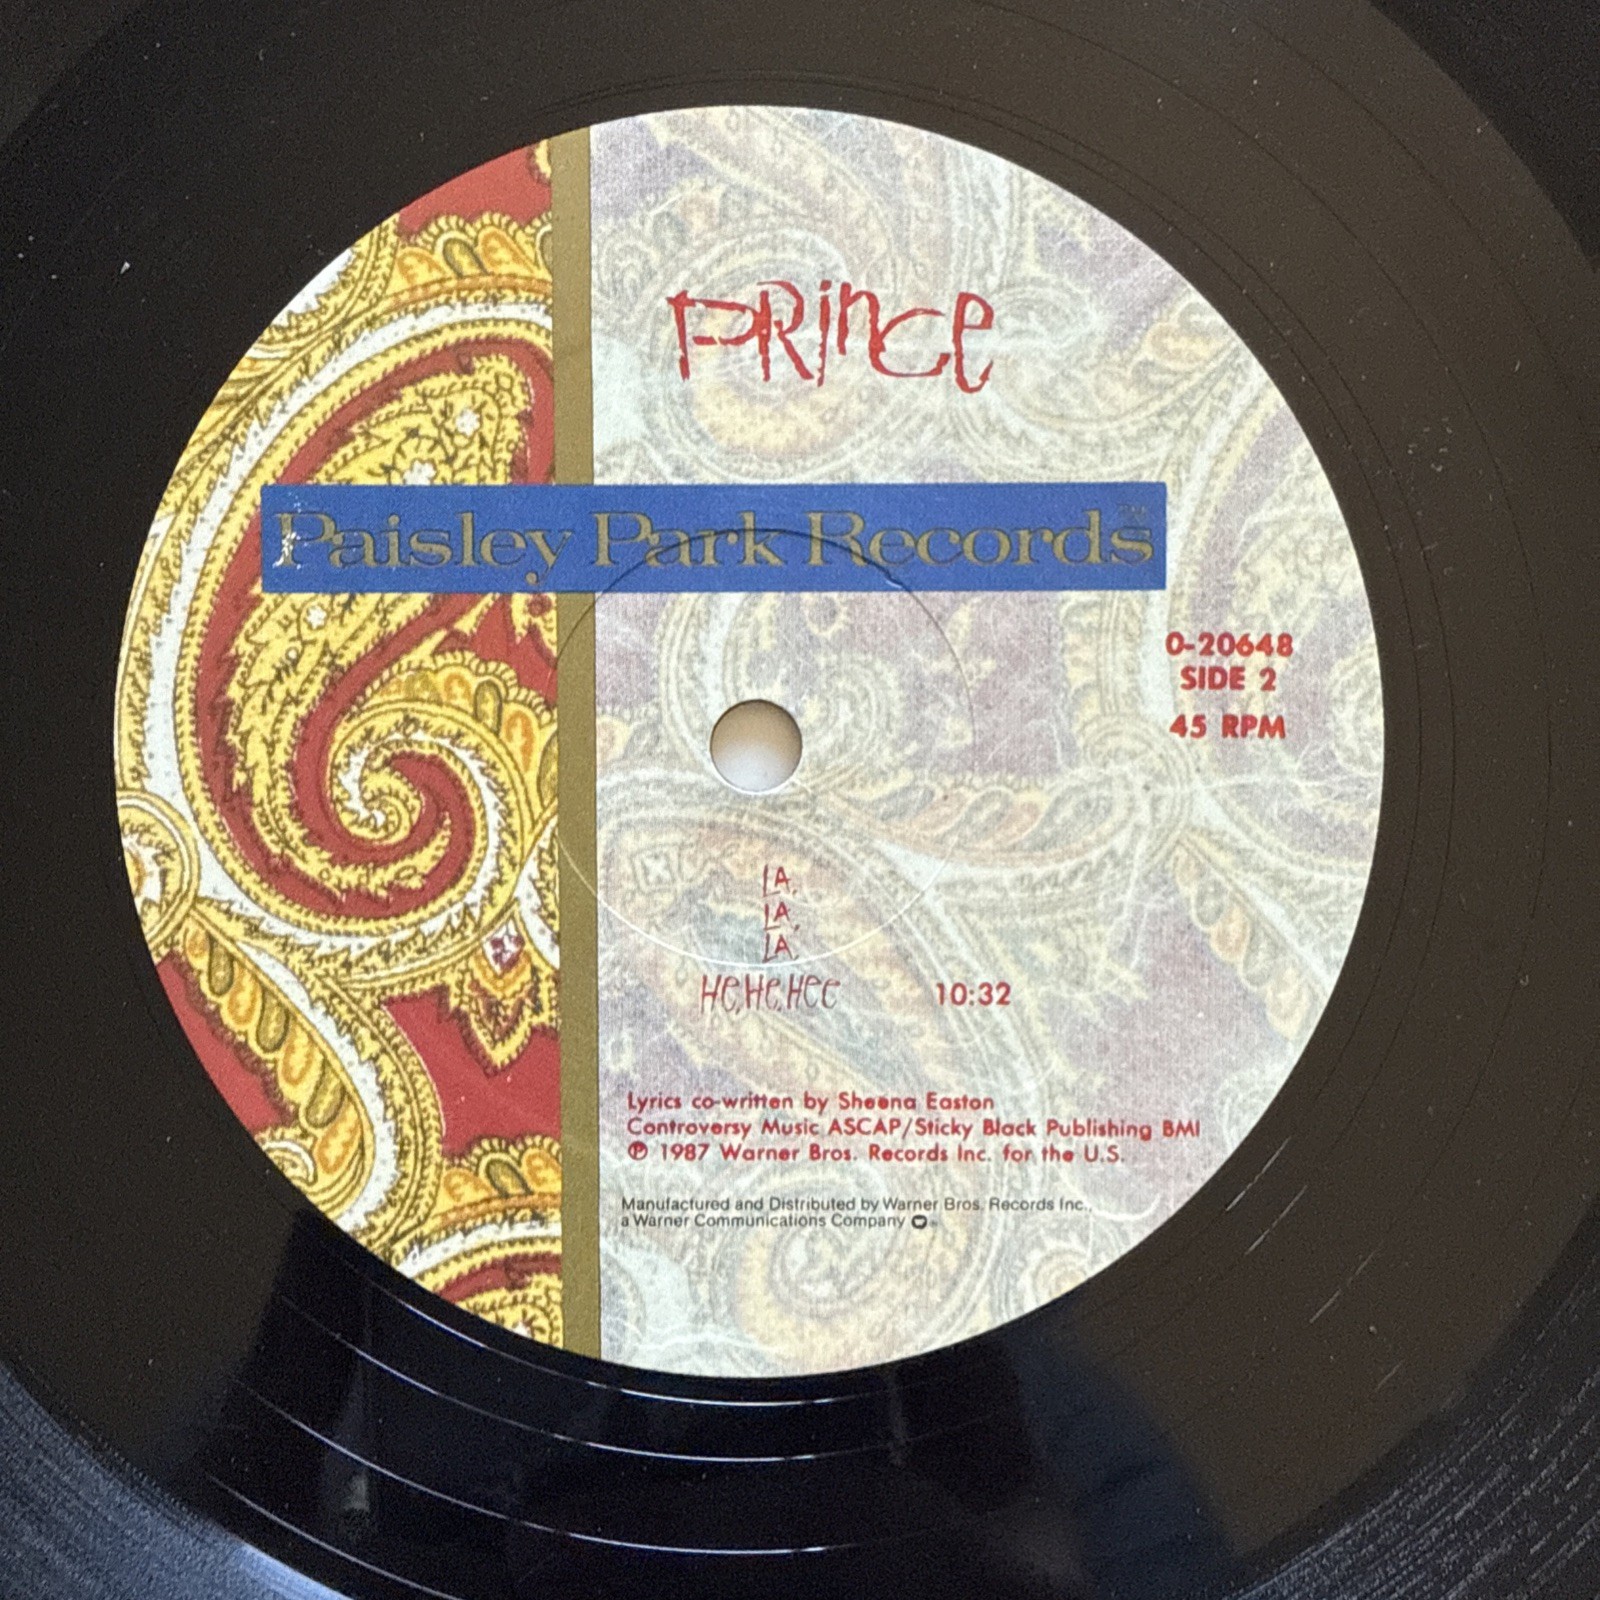 PRincE
Paisley Park Records™
0-20648
SIDE 2
45 RPM
LA,
LA,
LA,
HE,HE,HEE 10:32
Lyrics co-written by Sheena Easton
Controversy Music ASCAP/Sticky Black Publishing BMI
℗ 1987 Warner Bros. Records Inc. for the U.S.
Manufactured and Distributed by Warner Bros. Records Inc.,
a Warner Communications Company